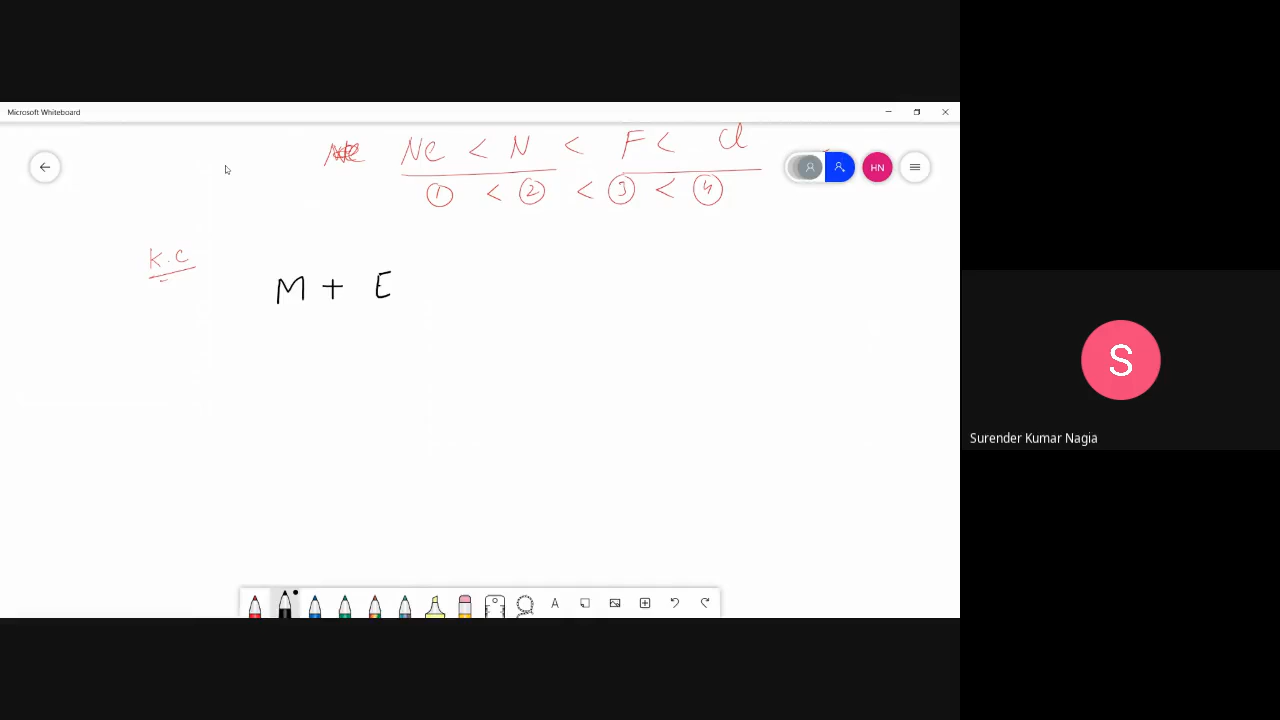 Microsoft Whiteboard
Ne < N < F < Cl
① < ② < ③ < ④
HN
K.C
M + E
S
Surender Kumar Nagia
A